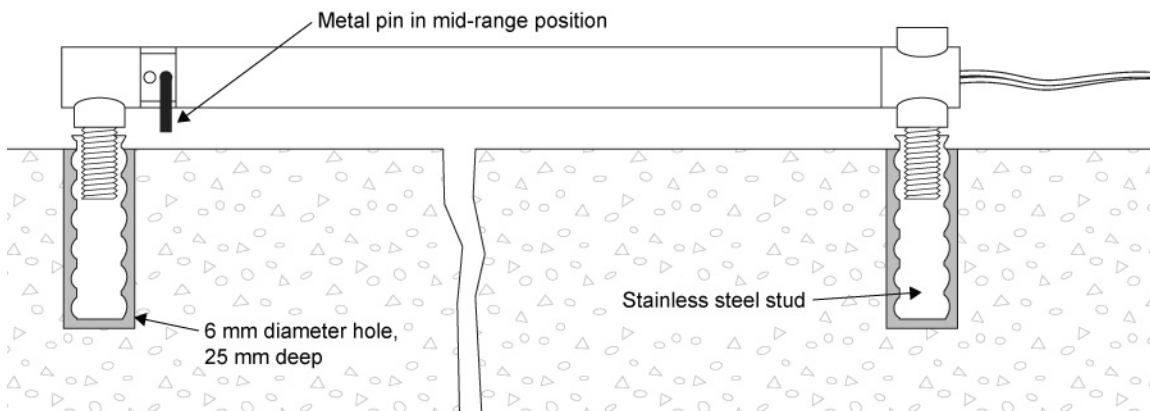 Metal pin in mid-range position
Stainless steel stud
6 mm diameter hole,
25 mm deep